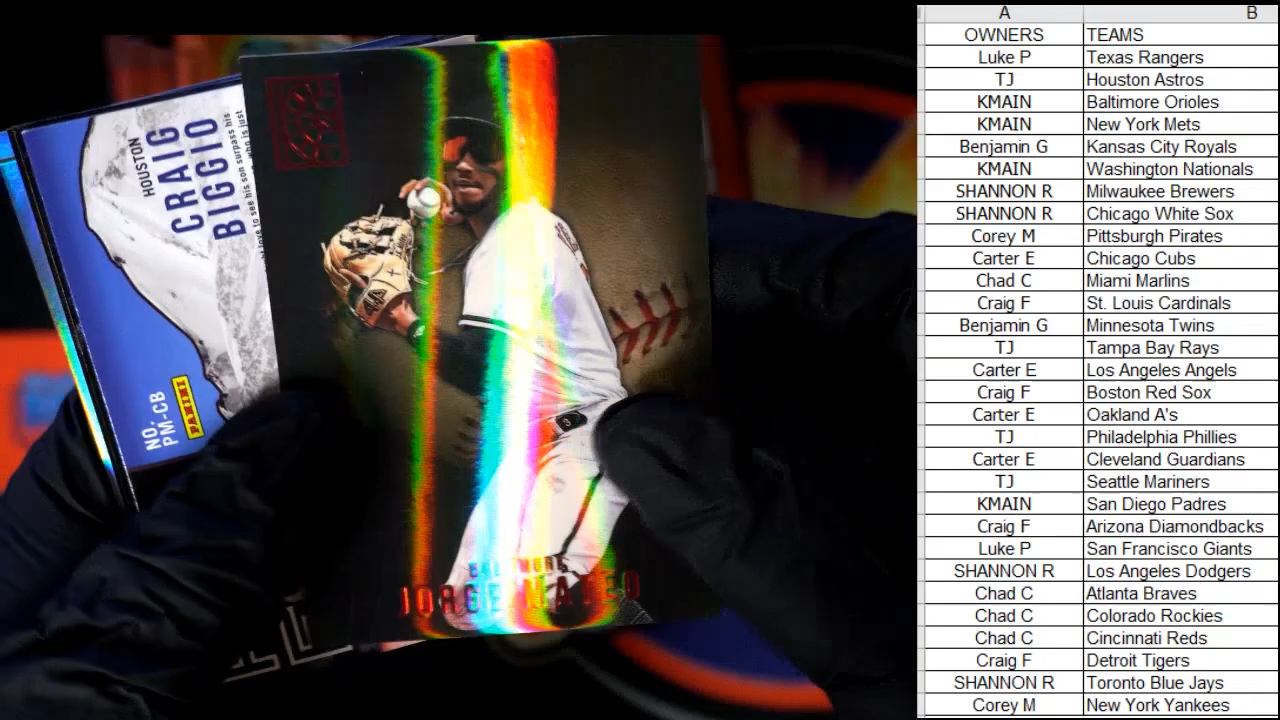 HOUSTON
CRAIG
BIGGIO
NO.
PM-CB
PANINI
BALTIMORE
JORGE MATEO
A B
OWNERS TEAMS
Luke P Texas Rangers
TJ Houston Astros
KMAIN Baltimore Orioles
KMAIN New York Mets
Benjamin G Kansas City Royals
KMAIN Washington Nationals
SHANNON R Milwaukee Brewers
SHANNON R Chicago White Sox
Corey M Pittsburgh Pirates
Carter E Chicago Cubs
Chad C Miami Marlins
Craig F St. Louis Cardinals
Benjamin G Minnesota Twins
TJ Tampa Bay Rays
Carter E Los Angeles Angels
Craig F Boston Red Sox
Carter E Oakland A's
TJ Philadelphia Phillies
Carter E Cleveland Guardians
TJ Seattle Mariners
KMAIN San Diego Padres
Craig F Arizona Diamondbacks
Luke P San Francisco Giants
SHANNON R Los Angeles Dodgers
Chad C Atlanta Braves
Chad C Colorado Rockies
Chad C Cincinnati Reds
Craig F Detroit Tigers
SHANNON R Toronto Blue Jays
Corey M New York Yankees